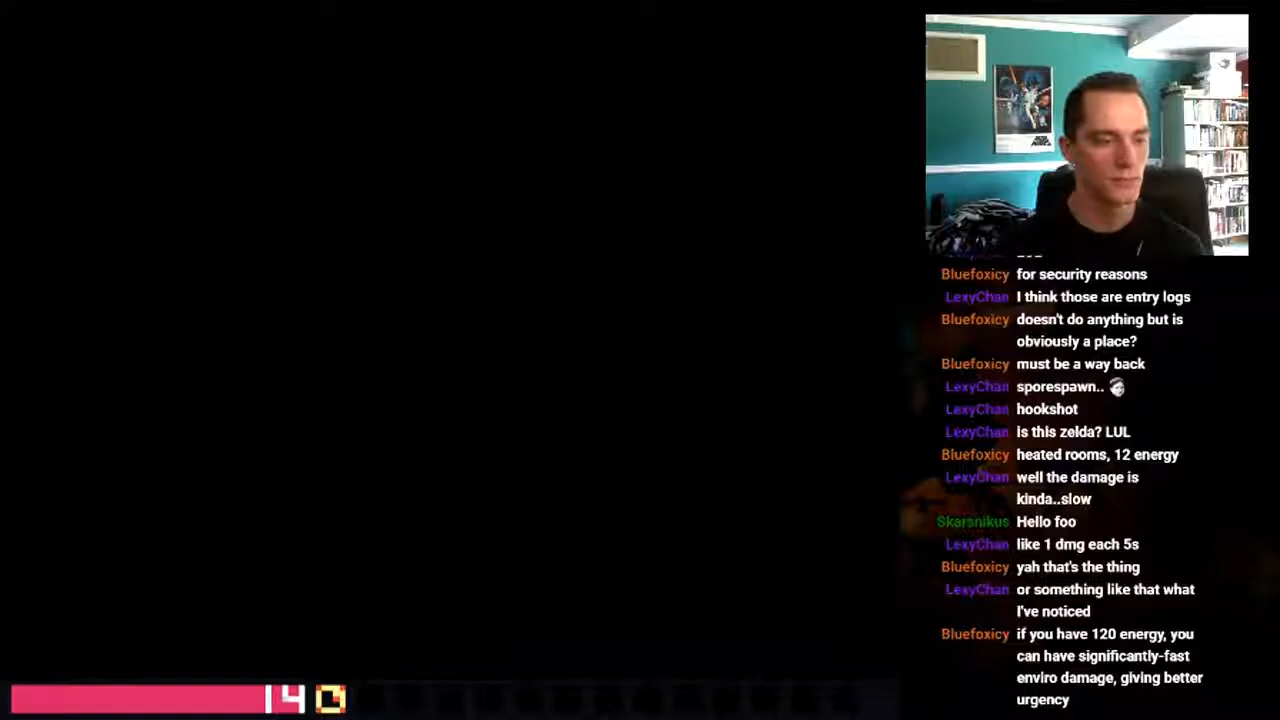 Bluefoxicy for security reasons
LexyChan I think those are entry logs
Bluefoxicy doesn't do anything but is
obviously a place?
Bluefoxicy must be a way back
LexyChan sporespawn..
LexyChan hookshot
LexyChan is this zelda? LUL
Bluefoxicy heated rooms, 12 energy
LexyChan well the damage is
kinda..slow
Skarsnikus Hello foo
LexyChan like 1 dmg each 5s
Bluefoxicy yah that's the thing
LexyChan or something like that what
I've noticed
Bluefoxicy if you have 120 energy, you
can have significantly-fast
enviro damage, giving better
urgency
14